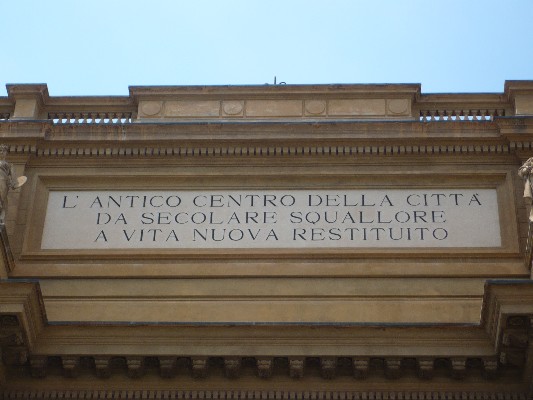 L' ANTICO CENTRO DELLA CITTÀ
DA SECOLARE SQUALLORE
A VITA NUOVA RESTITUITO